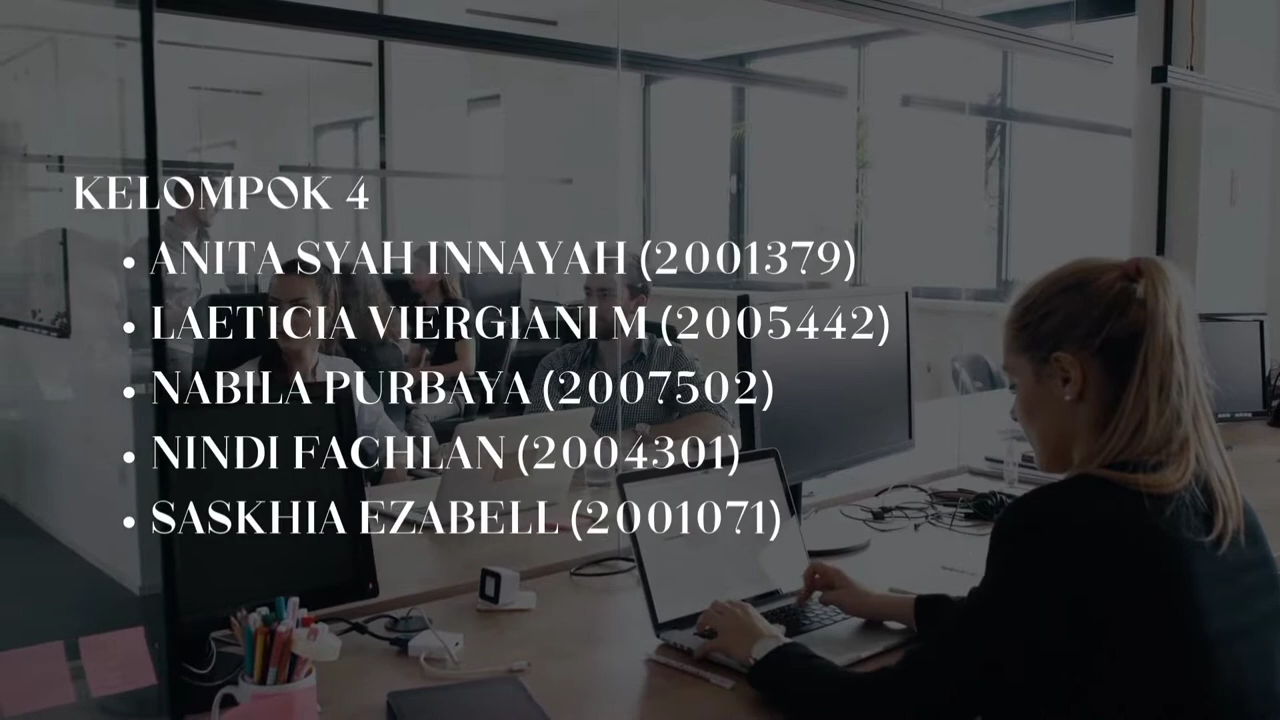 KELOMPOK 4
• ANITA SYAH INNAYAH (2001379)
• LAETICIA VIERGIANI M (2005442)
• NABILA PURBAYA (2007502)
• NINDI FACHLAN (2004301)
• SASKHIA EZABELL (2001071)